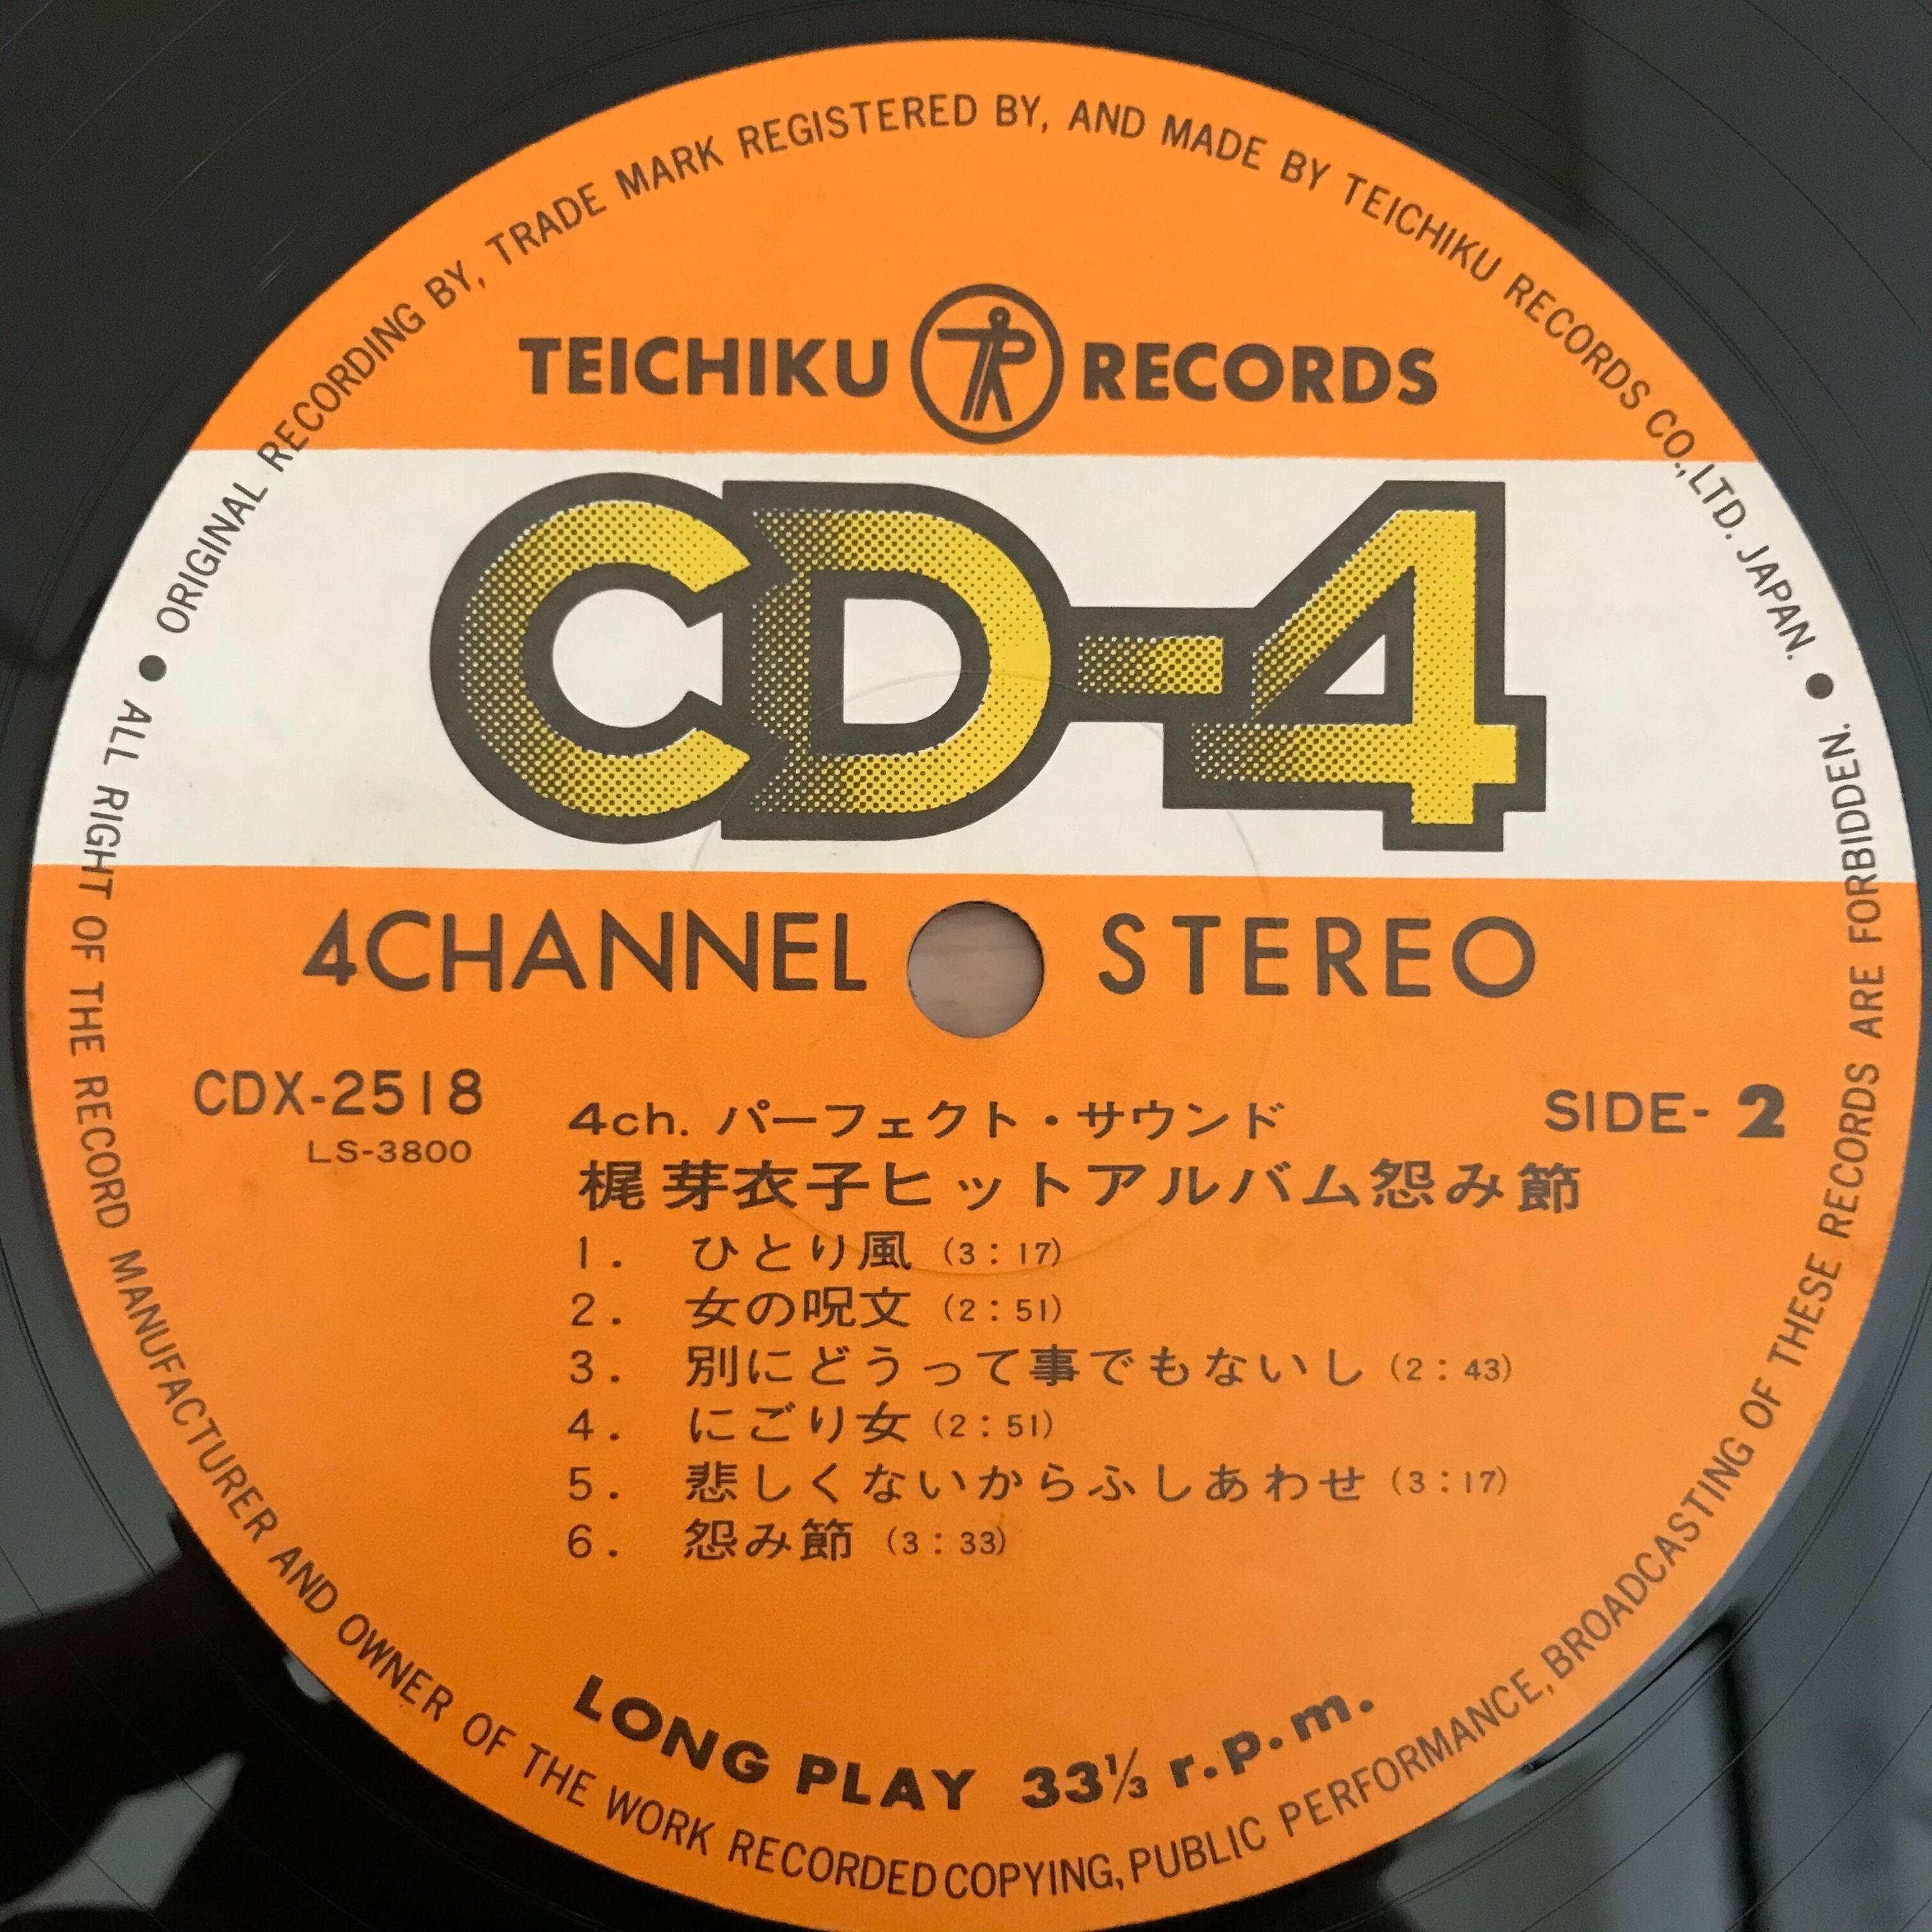 ORIGINAL RECORDING BY, TRADE MARK REGISTERED BY, AND MADE BY TEICHIKU RECORDS CO.,LTD. JAPAN.
TEICHIKU TR RECORDS
CD-4
4CHANNEL STEREO
CDX-2518
LS-3800
SIDE-2
4ch. パーフェクト・サウンド
梶芽衣子ヒットアルバム怨み節
1. ひとり風 (3:17)
2. 女の呪文 (2:51)
3. 別にどうって事でもないし (2:43)
4. にごり女 (2:51)
5. 悲しくないからふしあわせ (3:17)
6. 怨み節 (3:33)
LONG PLAY 33⅓ r.p.m.
ALL RIGHT OF THE RECORD MANUFACTURER AND OWNER OF THE WORK RECORDED COPYING, PUBLIC PERFORMANCE, BROADCASTING OF THESE RECORDS ARE FORBIDDEN.